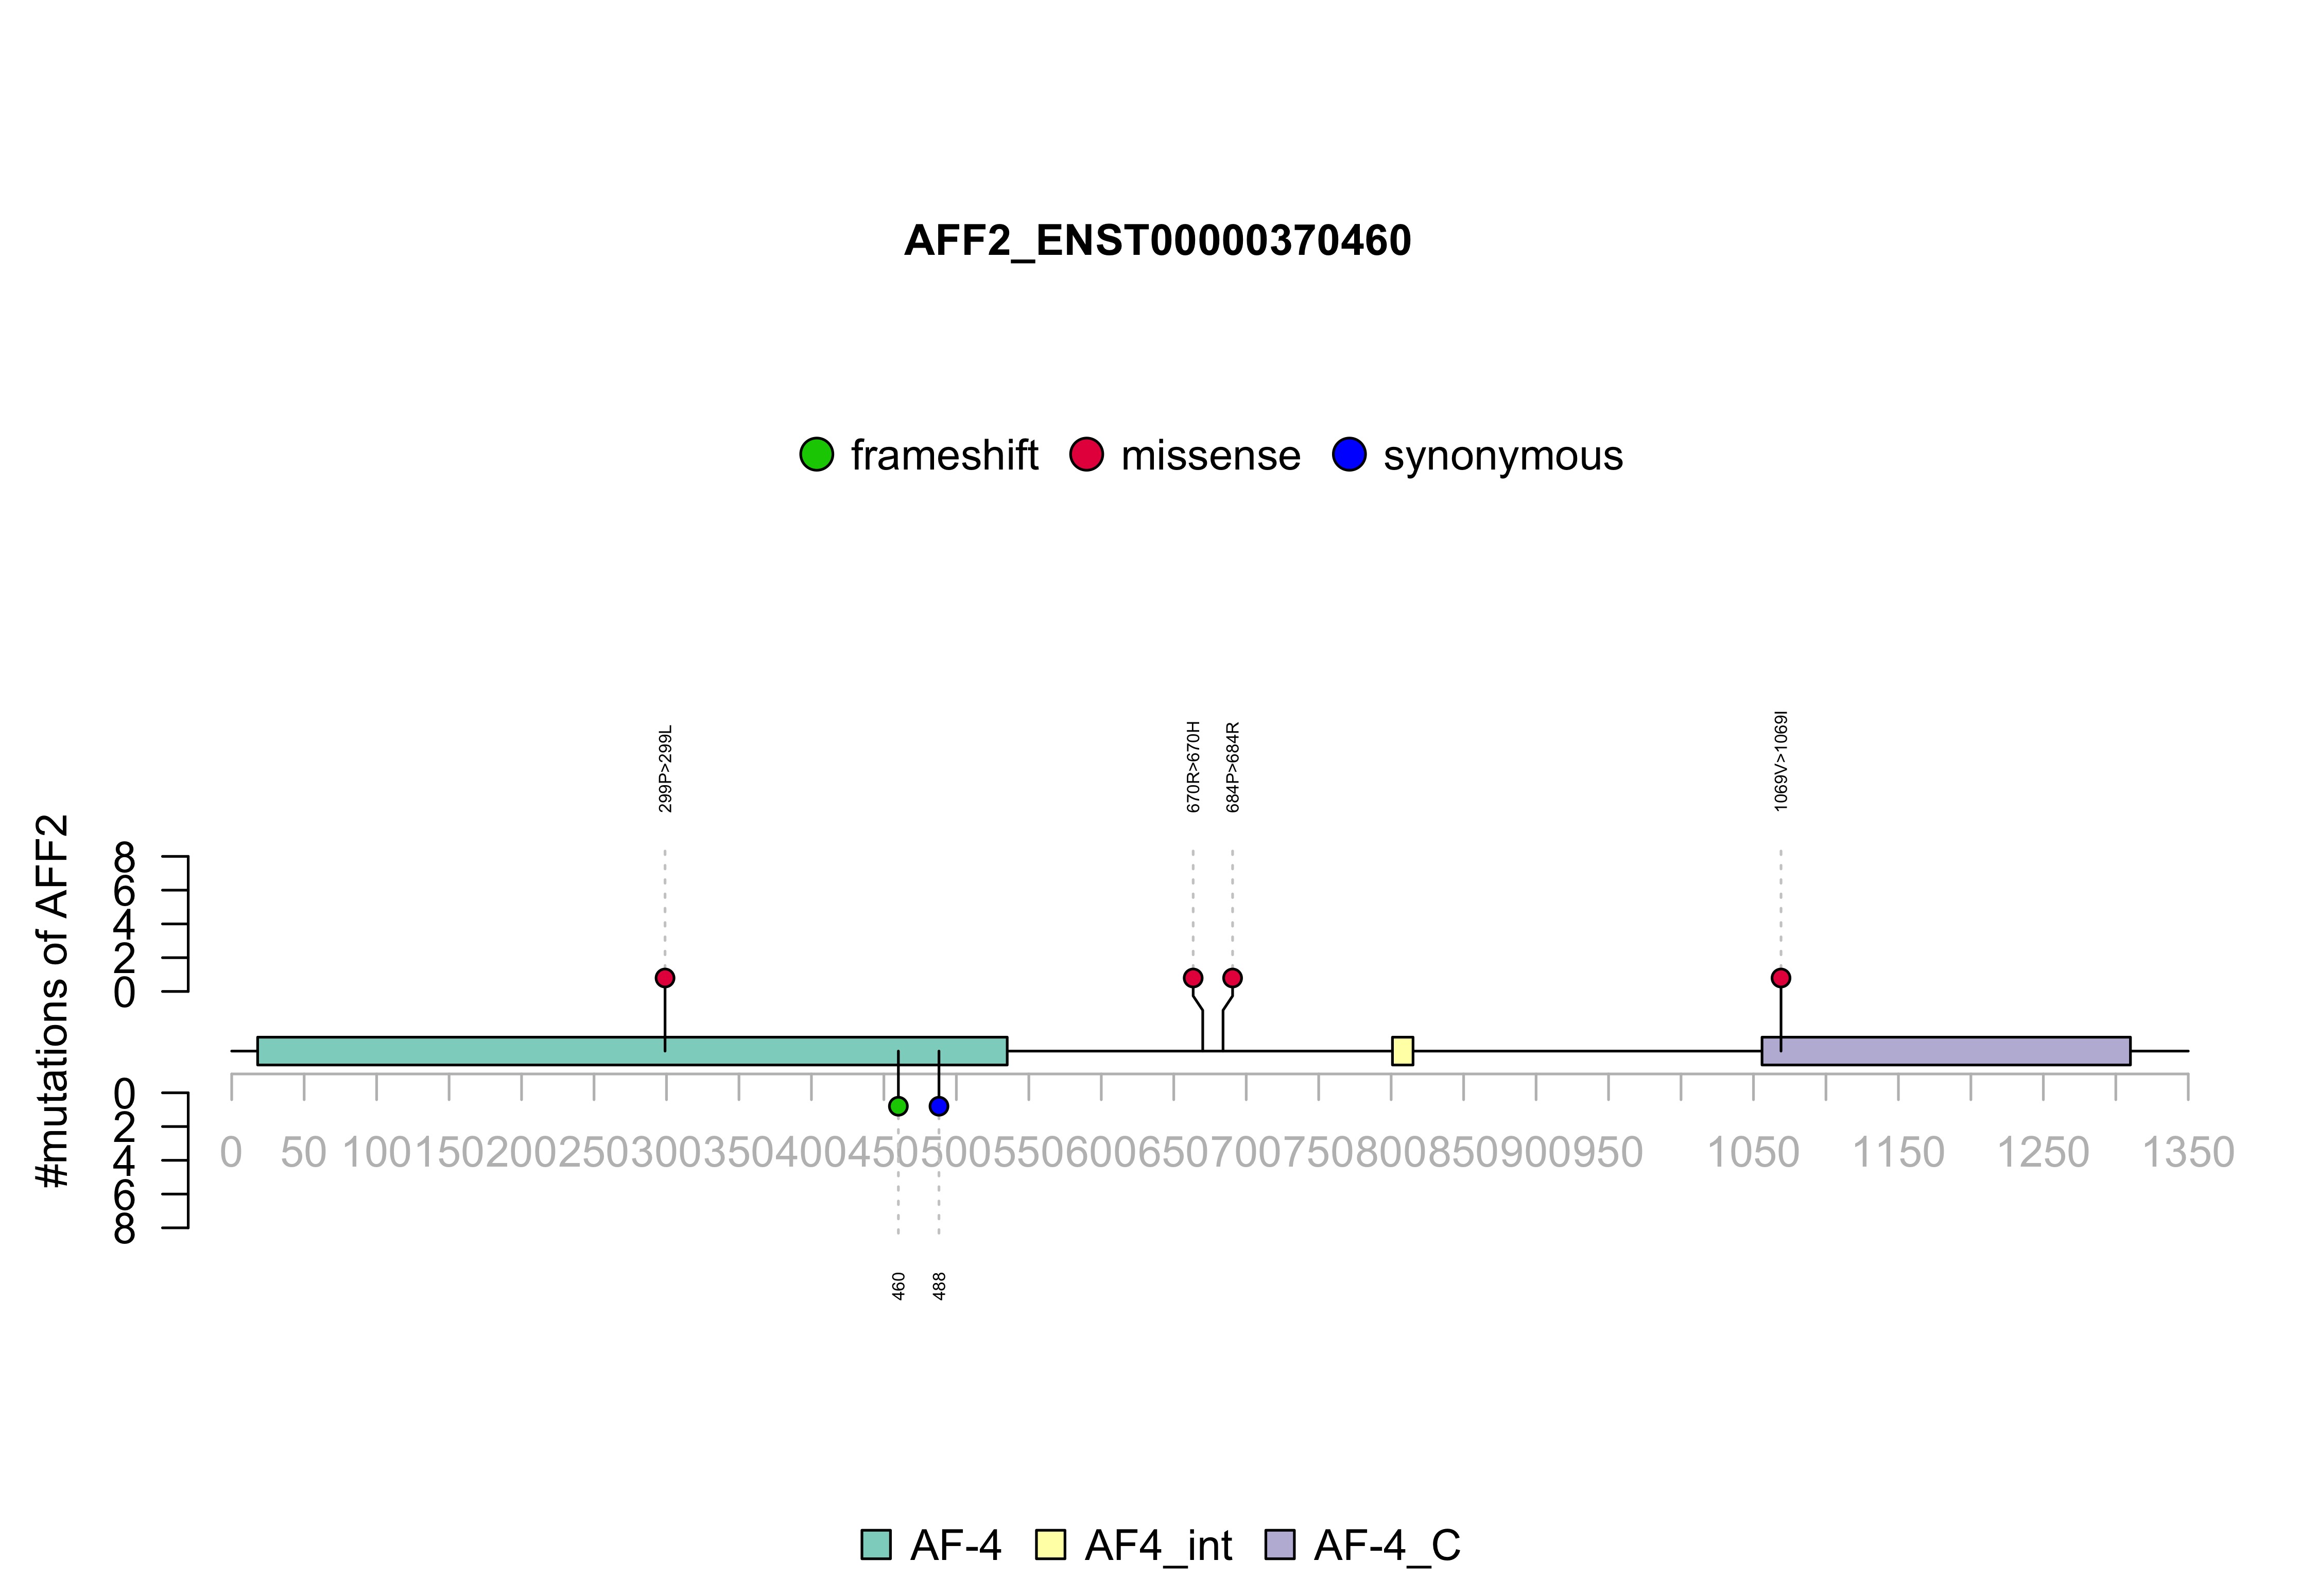 AFF2_ENST00000370460
frameshift missense synonymous
299P>299L 670R>670H 684P>684R 1069V>1069I
#mutations of AFF2
8
6
4
2
0
0
2
4
6
8
0 50 100 150 200 250 300 350 400 450 500 550 600 650 700 750 800 850 900 950 1050 1150 1250 1350
460 488
AF-4 AF4_int AF-4_C